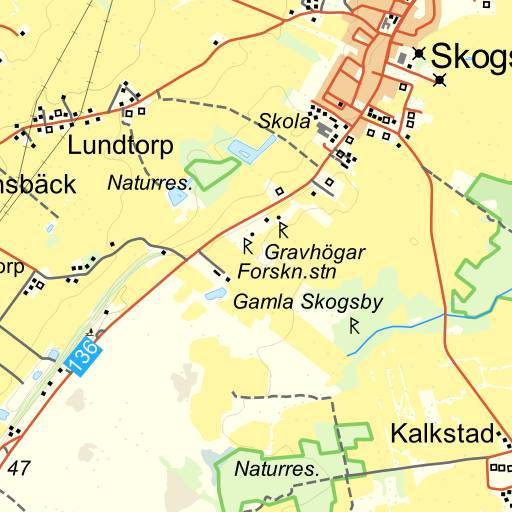 Skogs
Skola
Lundtorp
nsbäck
Naturres.
Gravhögar
orp
Forskn.stn
Gamla Skogsby
136
Kalkstad
47
Naturres.